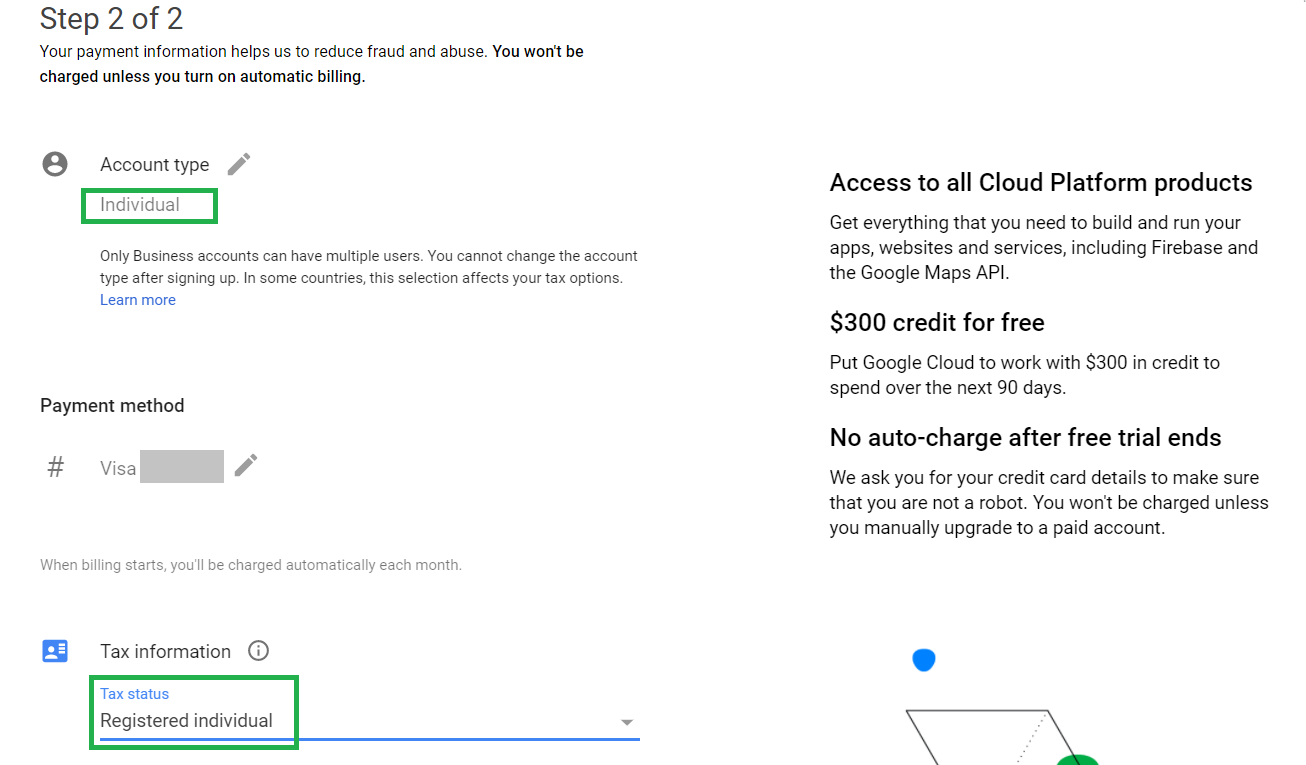 Step 2 of 2
Your payment information helps us to reduce fraud and abuse. You won't be
charged unless you turn on automatic billing.
Account type
Individual
Only Business accounts can have multiple users. You cannot change the account
type after signing up. In some countries, this selection affects your tax options.
Learn more
Payment method
# Visa
When billing starts, you'll be charged automatically each month.
Tax information
Tax status
Registered individual
Access to all Cloud Platform products
Get everything that you need to build and run your
apps, websites and services, including Firebase and
the Google Maps API.
$300 credit for free
Put Google Cloud to work with $300 in credit to
spend over the next 90 days.
No auto-charge after free trial ends
We ask you for your credit card details to make sure
that you are not a robot. You won't be charged unless
you manually upgrade to a paid account.